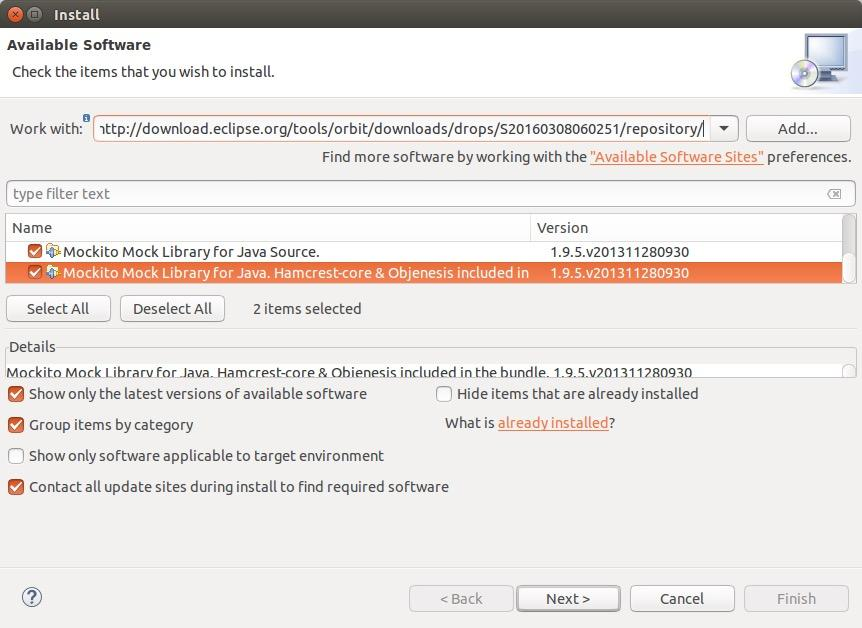 Install
Available Software
Check the items that you wish to install.
Work with: http://download.eclipse.org/tools/orbit/downloads/drops/S20160308060251/repository/ Add...
Find more software by working with the "Available Software Sites" preferences.
type filter text
Name Version
Mockito Mock Library for Java Source. 1.9.5.v201311280930
Mockito Mock Library for Java. Hamcrest-core & Objenesis included in 1.9.5.v201311280930
Select All Deselect All 2 items selected
Details
Mockito Mock Library for Java. Hamcrest-core & Objenesis included in the bundle. 1.9.5.v201311280930
Show only the latest versions of available software Hide items that are already installed
Group items by category What is already installed?
Show only software applicable to target environment
Contact all update sites during install to find required software
? < Back Next > Cancel Finish